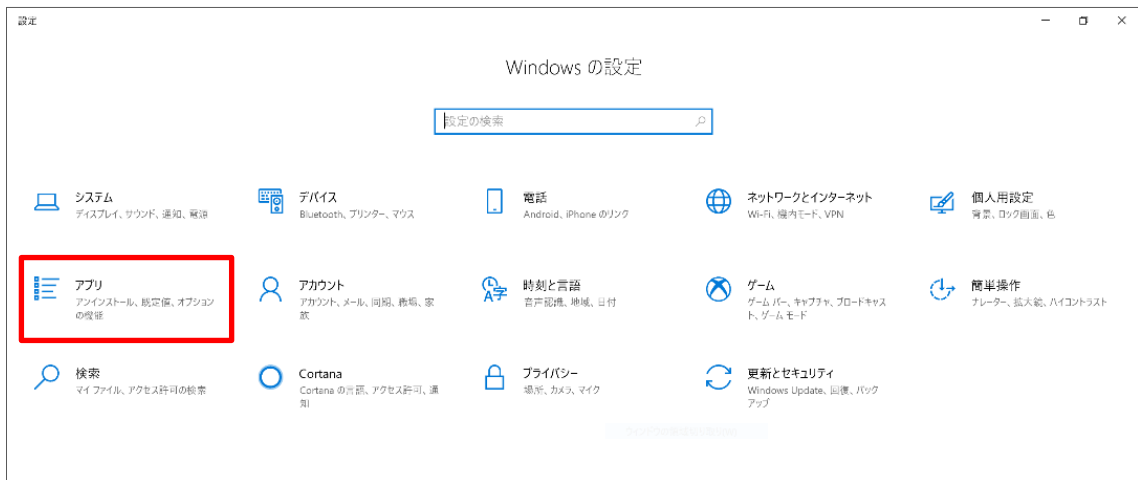 設定
Windows の設定
設定の検索
システム
ディスプレイ、サウンド、通知、電源
デバイス
Bluetooth、プリンター、マウス
電話
Android、iPhone のリンク
ネットワークとインターネット
Wi-Fi、機内モード、VPN
個人用設定
背景、ロック画面、色
アプリ
アンインストール、既定値、オプション
の機能
アカウント
アカウント、メール、同期、職場、家
族
時刻と言語
音声認識、地域、日付
ゲーム
ゲーム バー、キャプチャ、ブロードキャス
ト、ゲーム モード
簡単操作
ナレーター、拡大鏡、ハイコントラスト
検索
マイ ファイル、アクセス許可の検索
Cortana
Cortana の言語、アクセス許可、通
知
プライバシー
場所、カメラ、マイク
更新とセキュリティ
Windows Update、回復、バック
アップ